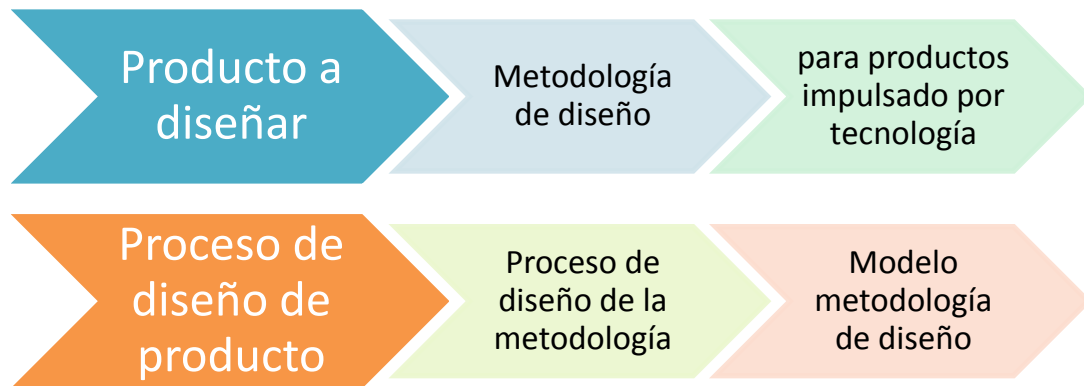 Producto a
diseñar
Metodología
de diseño
para productos
impulsado por
tecnología
Proceso de
diseño de
producto
Proceso de
diseño de la
metodología
Modelo
metodología
de diseño